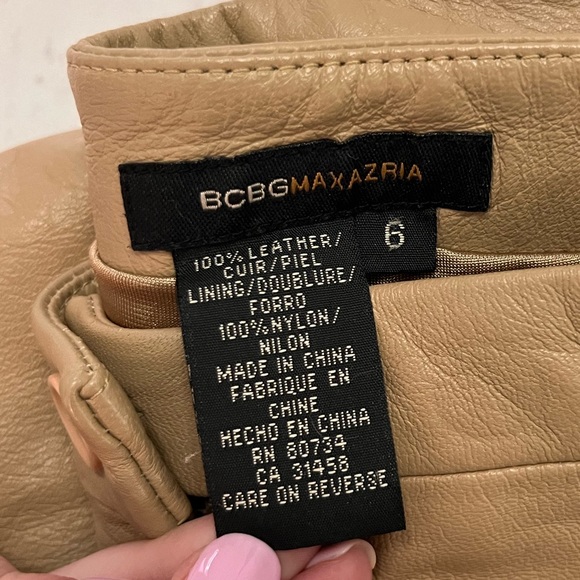 BCBGMAXAZRIA
6
100% LEATHER/
CUIR/PIEL
LINING/DOUBLURE/
FORRO
100% NYLON/
NILON
MADE IN CHINA
FABRIQUE EN
CHINE
HECHO EN CHINA
RN 80734
CA 31458
CARE ON REVERSE